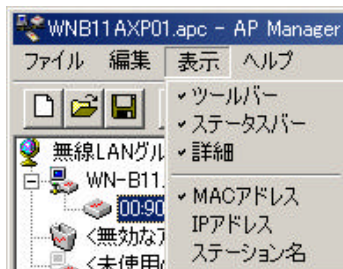 WNB11AXP01.apc - AP Manager
ファイル 編集 表示 ヘルプ
ツールバー
ステータスバー
詳細
MACアドレス
IPアドレス
ステーション名
無線LANグル
WN-B11.
00:90
<無効なア
<未使用